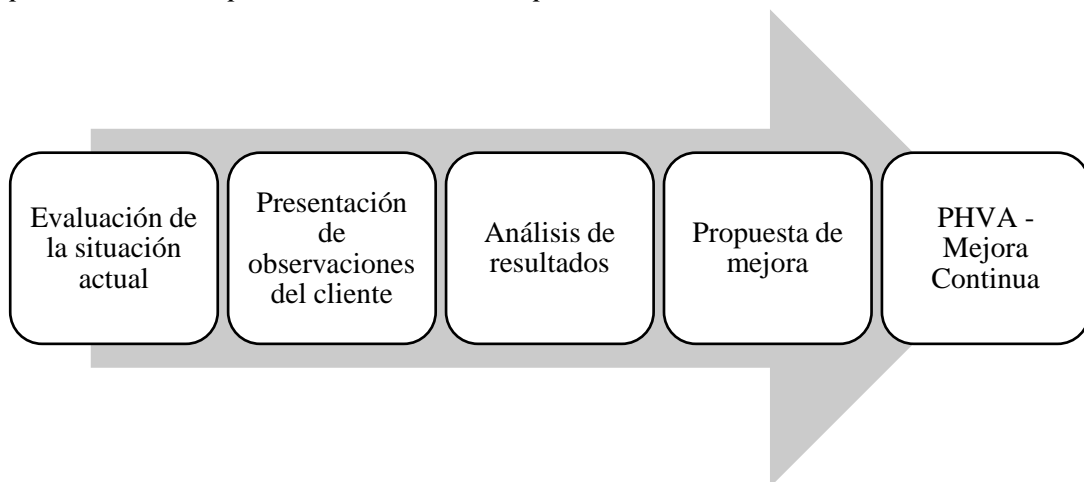 Evaluación de
la situación
actual
Presentación
de
observaciones
del cliente
Análisis de
resultados
Propuesta de
mejora
PHVA -
Mejora
Continua